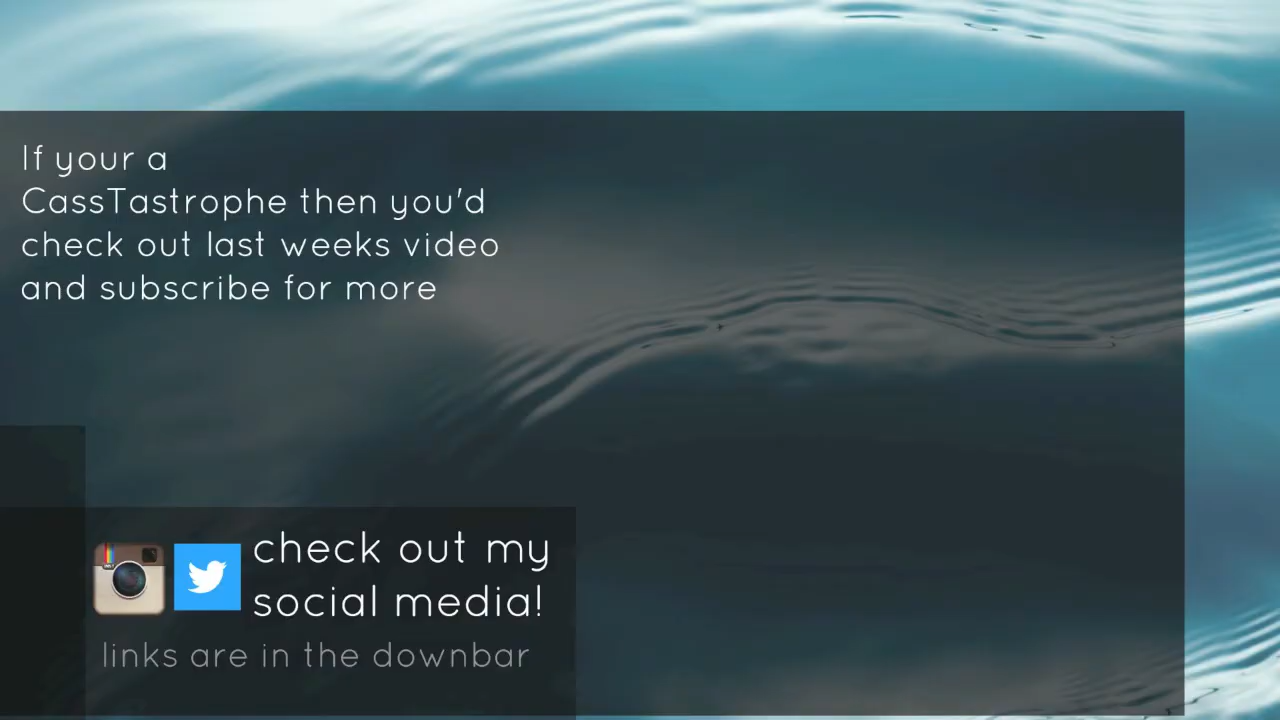 If your a
CassTastrophe then you'd
check out last weeks video
and subscribe for more
check out my
social media!
links are in the downbar